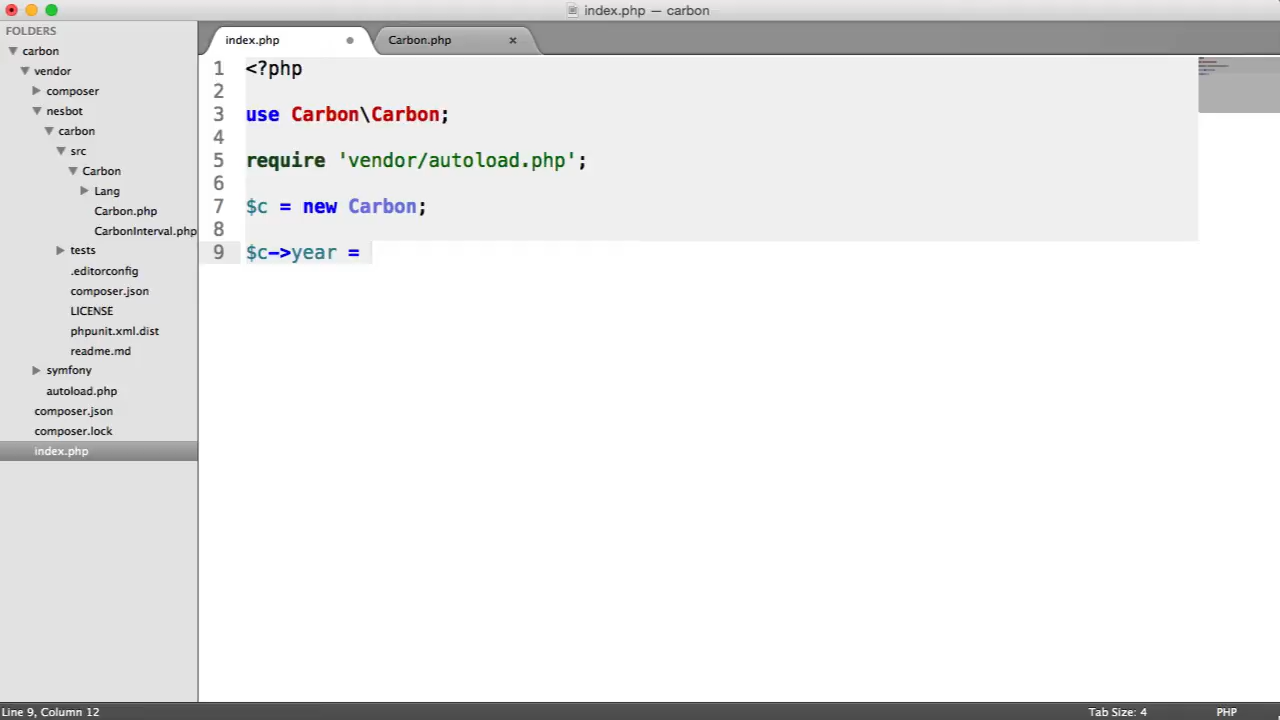 index.php — carbon
FOLDERS
carbon
vendor
composer
nesbot
carbon
src
Carbon
Lang
Carbon.php
CarbonInterval.php
tests
.editorconfig
composer.json
LICENSE
phpunit.xml.dist
readme.md
symfony
autoload.php
composer.json
composer.lock
index.php
index.php
Carbon.php
1 <?php
2
3 use Carbon\Carbon;
4
5 require 'vendor/autoload.php';
6
7 $c = new Carbon;
8
9 $c->year =
Line 9, Column 12
Tab Size: 4
PHP